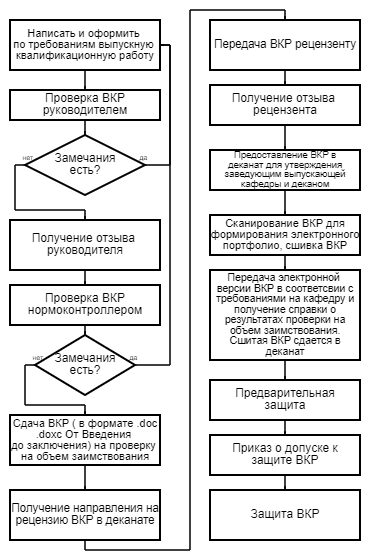 Написать и оформить
по требованиям выпускную
квалификационную работу
Проверка ВКР
руководителем
Замечания
есть?
нет
да
Получение отзыва
руководителя
Проверка ВКР
нормоконтроллером
Замечания
есть?
нет
да
Сдача ВКР ( в формате .doc
.doxc От Введения
до заключения) на проверку
на объем заимствования
Получение направления на
рецензию ВКР в деканате
Передача ВКР рецензенту
Получение отзыва
рецензента
Предоставление ВКР в
деканат для утверждения
заведующим выпускающей
кафедры и деканом
Сканирование ВКР для
формирования электронного
портфолио, сшивка ВКР
Передача электронной
версии ВКР в соответсвии с
требованиями на кафедру и
получение справки о
результатах проверки на
объем заимствования.
Сшитая ВКР сдается в
деканат
Предварительная
защита
Приказ о допуске к
защите ВКР
Защита ВКР